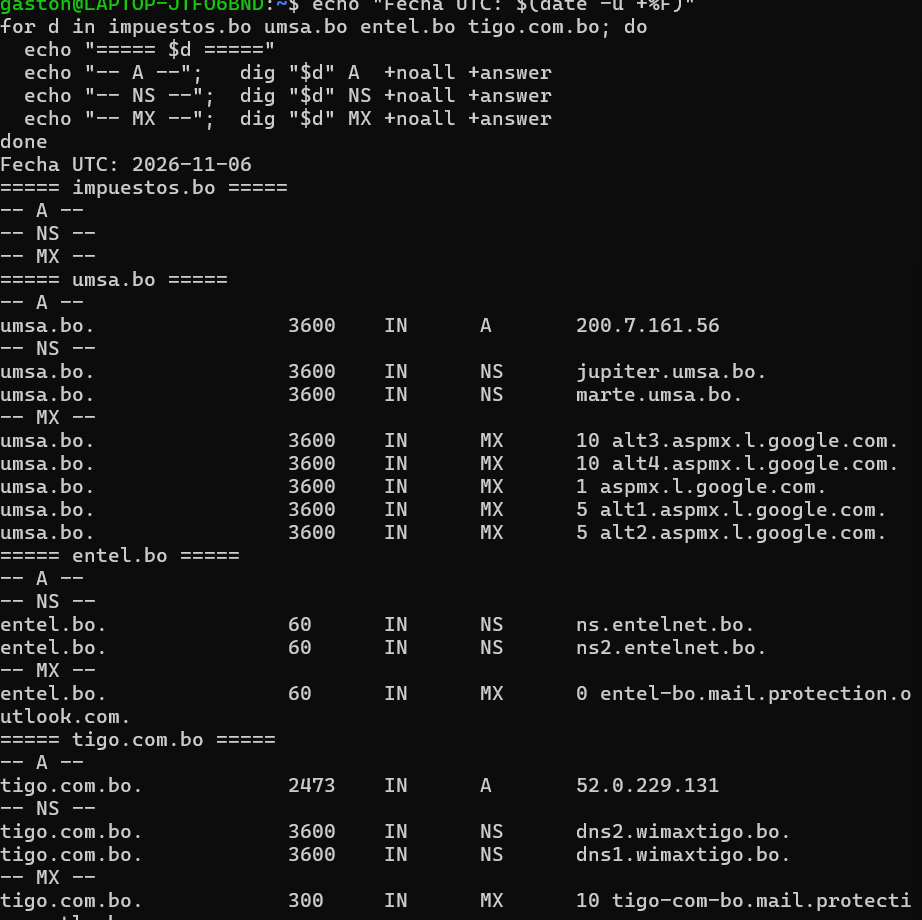 gaston@LAPTOP-JTFO6BND:~$ echo "Fecha UTC: $(date -u +%F)"
for d in impuestos.bo umsa.bo entel.bo tigo.com.bo; do
  echo "===== $d ====="
  echo "-- A --";   dig "$d" A  +noall +answer
  echo "-- NS --";  dig "$d" NS +noall +answer
  echo "-- MX --";  dig "$d" MX +noall +answer
done
Fecha UTC: 2026-11-06
===== impuestos.bo =====
-- A --
-- NS --
-- MX --
===== umsa.bo =====
-- A --
umsa.bo.                3600    IN      A       200.7.161.56
-- NS --
umsa.bo.                3600    IN      NS      jupiter.umsa.bo.
umsa.bo.                3600    IN      NS      marte.umsa.bo.
-- MX --
umsa.bo.                3600    IN      MX      10 alt3.aspmx.l.google.com.
umsa.bo.                3600    IN      MX      10 alt4.aspmx.l.google.com.
umsa.bo.                3600    IN      MX      1 aspmx.l.google.com.
umsa.bo.                3600    IN      MX      5 alt1.aspmx.l.google.com.
umsa.bo.                3600    IN      MX      5 alt2.aspmx.l.google.com.
===== entel.bo =====
-- A --
-- NS --
entel.bo.               60      IN      NS      ns.entelnet.bo.
entel.bo.               60      IN      NS      ns2.entelnet.bo.
-- MX --
entel.bo.               60      IN      MX      0 entel-bo.mail.protection.o
utlook.com.
===== tigo.com.bo =====
-- A --
tigo.com.bo.            2473    IN      A       52.0.229.131
-- NS --
tigo.com.bo.            3600    IN      NS      dns2.wimaxtigo.bo.
tigo.com.bo.            3600    IN      NS      dns1.wimaxtigo.bo.
-- MX --
tigo.com.bo.            300     IN      MX      10 tigo-com-bo.mail.protecti